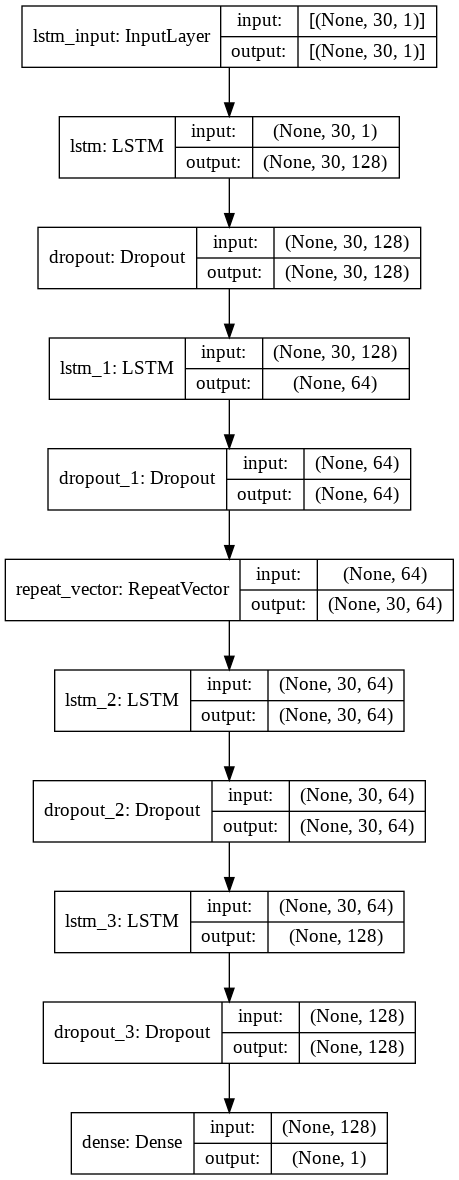 lstm_input: InputLayer
input:
[(None, 30, 1)]
output:
[(None, 30, 1)]
lstm: LSTM
input:
(None, 30, 1)
output:
(None, 30, 128)
dropout: Dropout
input:
(None, 30, 128)
output:
(None, 30, 128)
lstm_1: LSTM
input:
(None, 30, 128)
output:
(None, 64)
dropout_1: Dropout
input:
(None, 64)
output:
(None, 64)
repeat_vector: RepeatVector
input:
(None, 64)
output:
(None, 30, 64)
lstm_2: LSTM
input:
(None, 30, 64)
output:
(None, 30, 64)
dropout_2: Dropout
input:
(None, 30, 64)
output:
(None, 30, 64)
lstm_3: LSTM
input:
(None, 30, 64)
output:
(None, 128)
dropout_3: Dropout
input:
(None, 128)
output:
(None, 128)
dense: Dense
input:
(None, 128)
output:
(None, 1)